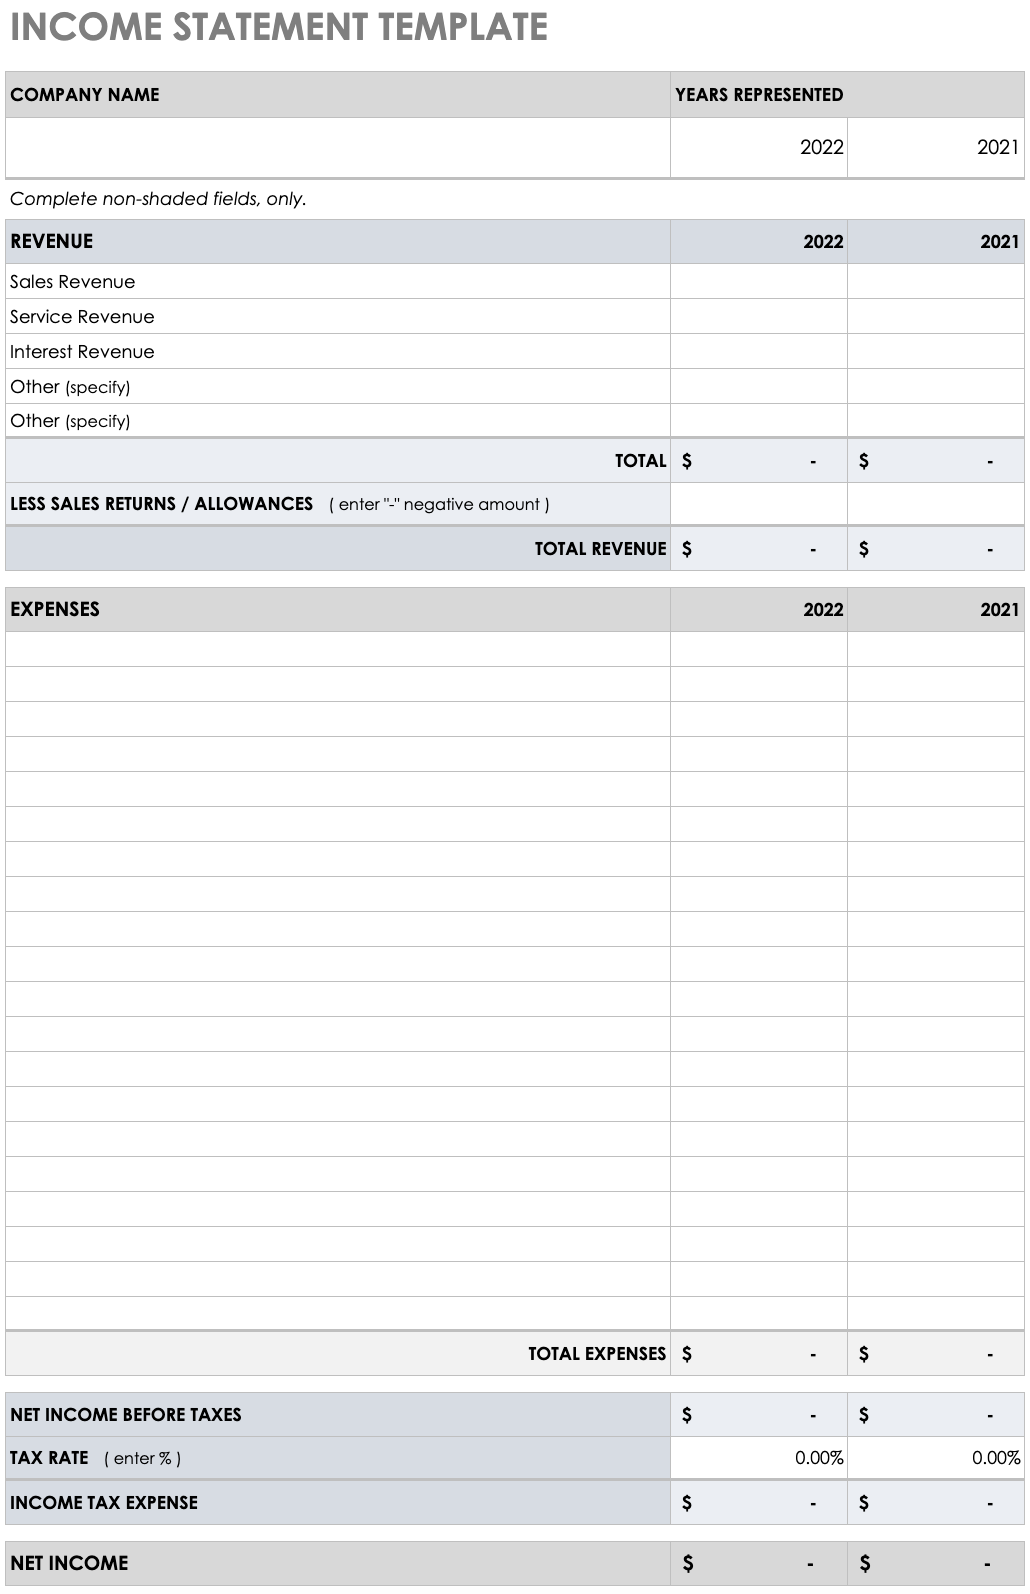 INCOME STATEMENT TEMPLATE
COMPANY NAME YEARS REPRESENTED
2022 2021
Complete non-shaded fields, only.
REVENUE 2022 2021
Sales Revenue
Service Revenue
Interest Revenue
Other (specify)
Other (specify)
TOTAL $ - $ -
LESS SALES RETURNS / ALLOWANCES ( enter "-" negative amount )
TOTAL REVENUE $ - $ -
EXPENSES 2022 2021
TOTAL EXPENSES $ - $ -
NET INCOME BEFORE TAXES $ - $ -
TAX RATE ( enter % ) 0.00% 0.00%
INCOME TAX EXPENSE $ - $ -
NET INCOME $ - $ -